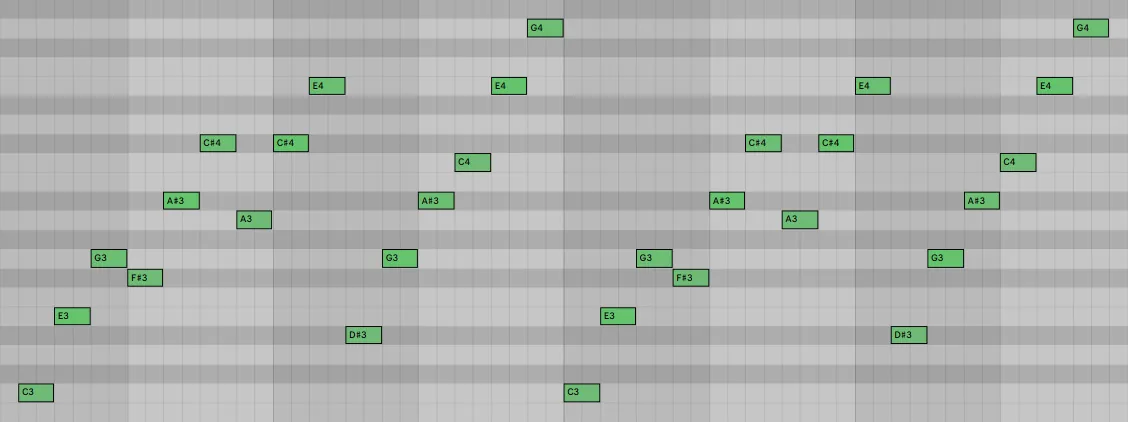 G4 G4
E4 E4 E4 E4
C#4 C#4 C#4 C#4
C4 C4
A#3 A#3 A#3 A#3
A3 A3
G3 G3 G3 G3
F#3 F#3
E3 E3
D#3 D#3
C3 C3